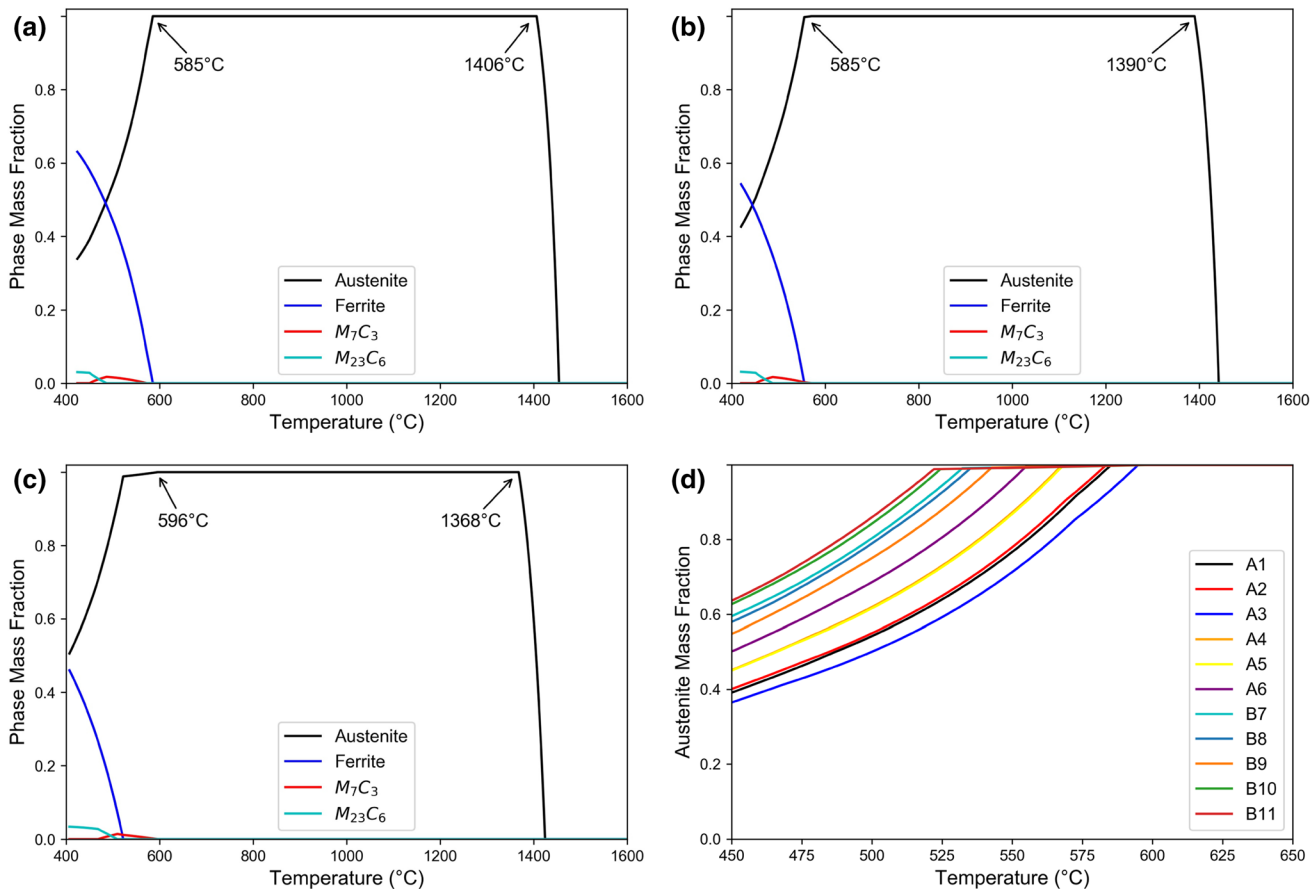 (a)
585°C
1406°C
Phase Mass Fraction
0.8
0.6
0.4
0.2
0.0
Austenite
Ferrite
M₇C₃
M₂₃C₆
400 600 800 1000 1200 1400 1600
Temperature (°C)
(b)
585°C
1390°C
Phase Mass Fraction
0.8
0.6
0.4
0.2
0.0
Austenite
Ferrite
M₇C₃
M₂₃C₆
400 600 800 1000 1200 1400 1600
Temperature (°C)
(c)
596°C
1368°C
Phase Mass Fraction
0.8
0.6
0.4
0.2
0.0
Austenite
Ferrite
M₇C₃
M₂₃C₆
400 600 800 1000 1200 1400 1600
Temperature (°C)
(d)
Austenite Mass Fraction
0.8
0.6
0.4
0.2
0.0
A1
A2
A3
A4
A5
A6
B7
B8
B9
B10
B11
450 475 500 525 550 575 600 625 650
Temperature (°C)